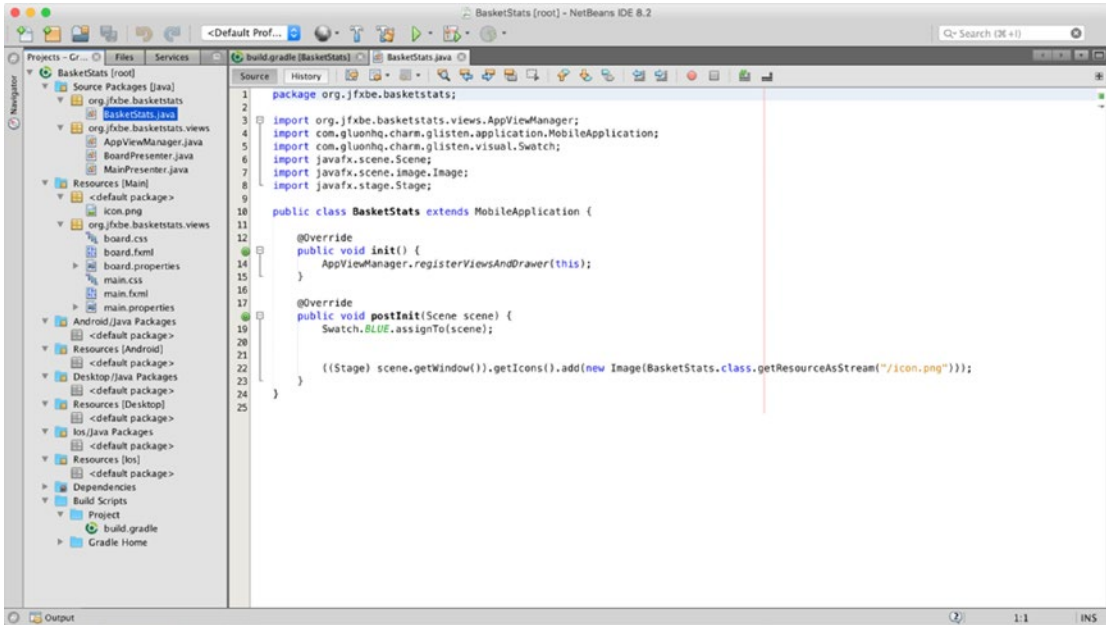 BasketStats [root] - NetBeans IDE 8.2
<Default Prof...
Search (⌘+I)
Projects - Gr...
Files
Services
build.gradle [BasketStats]
BasketStats.java
Navigator
BasketStats [root]
Source Packages [Java]
org.jfxbe.basketstats
BasketStats.java
org.jfxbe.basketstats.views
AppViewManager.java
BoardPresenter.java
MainPresenter.java
Resources [Main]
<default package>
icon.png
org.jfxbe.basketstats.views
board.css
board.fxml
board.properties
main.css
main.fxml
main.properties
Android/Java Packages
<default package>
Resources [Android]
<default package>
Desktop/Java Packages
<default package>
Resources [Desktop]
<default package>
Ios/Java Packages
<default package>
Resources [Ios]
<default package>
Dependencies
Build Scripts
Project
build.gradle
Gradle Home
Source
History
1 package org.jfxbe.basketstats;
2
3 import org.jfxbe.basketstats.views.AppViewManager;
4 import com.gluonhq.charm.glisten.application.MobileApplication;
5 import com.gluonhq.charm.glisten.visual.Swatch;
6 import javafx.scene.Scene;
7 import javafx.scene.image.Image;
8 import javafx.stage.Stage;
9
10 public class BasketStats extends MobileApplication {
11
12 @Override
public void init() {
14 AppViewManager.registerViewsAndDrawer(this);
15 }
16
17 @Override
public void postInit(Scene scene) {
19 Swatch.BLUE.assignTo(scene);
20
21
22 ((Stage) scene.getWindow()).getIcons().add(new Image(BasketStats.class.getResourceAsStream("/icon.png")));
23 }
24 }
25
Output
1:1
INS